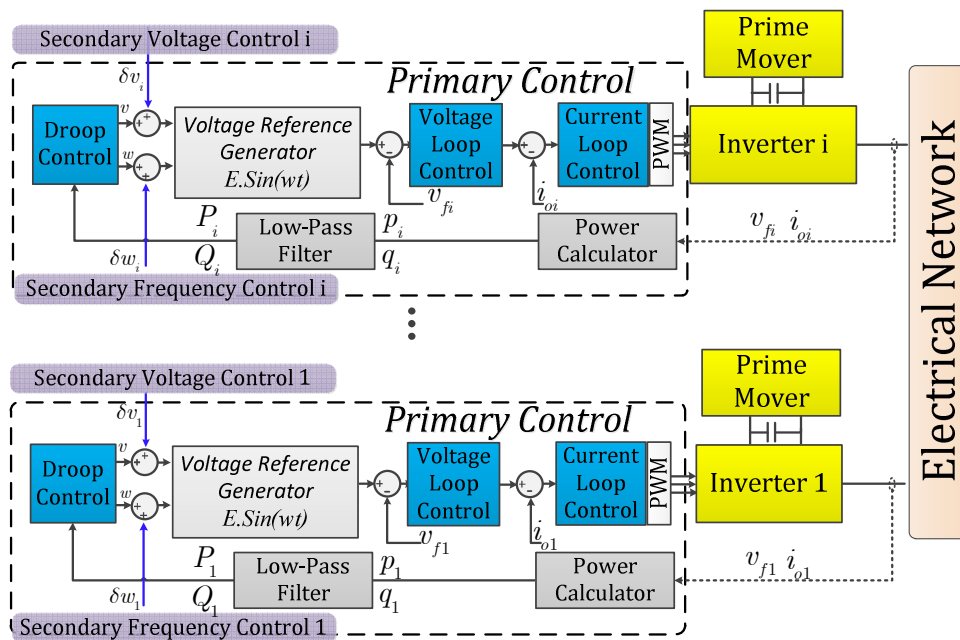 Secondary Voltage Control i
Prime
Mover
δv_i
Primary Control
Droop
Control
v
w
Voltage Reference
Generator
E.Sin(wt)
Voltage
Loop
Control
Current
Loop
Control
PWM
Inverter i
v_fi
i_oi
P_i
Q_i
Low-Pass
Filter
p_i
q_i
Power
Calculator
v_fi i_oi
δw_i
Secondary Frequency Control i
Electrical Network
Secondary Voltage Control 1
Prime
Mover
δv_1
Primary Control
Droop
Control
v
w
Voltage Reference
Generator
E.Sin(wt)
Voltage
Loop
Control
Current
Loop
Control
PWM
Inverter 1
v_f1
i_o1
P_1
Q_1
Low-Pass
Filter
p_1
q_1
Power
Calculator
v_f1 i_o1
δw_1
Secondary Frequency Control 1